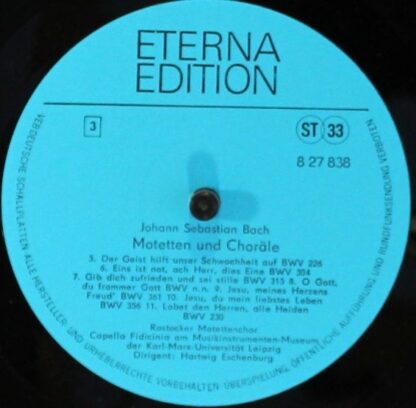 ETERNA
EDITION
3
ST 33
8 27 838
Johann Sebastian Bach
Motetten und Choräle
5. Der Geist hilft unser Schwachheit auf BWV 226
6. Eins ist not, ach Herr, dies Eine BWV 304
7. Gib dich zufrieden und sei stille BWV 315 8. O Gott,
du frommer Gott BWV n.n. 9. Jesu, meines Herzens
Freud' BWV 361 10. Jesu, du mein liebstes Leben
BWV 356 11. Lobet den Herren, alle Heiden
BWV 230
Rostocker Motettenchor
Capella Fidicinia am Musikinstrumenten-Museum
der Karl-Marx-Universität Leipzig
Dirigent: Hartwig Eschenburg
VEB DEUTSCHE SCHALLPLATTEN ALLE HERSTELLER- UND URHEBERRECHTE VORBEHALTEN ÜBERSPIELUNG, ÖFFENTLICHE AUFFÜHRUNG UND RUNDFUNKSENDUNG VERBOTEN